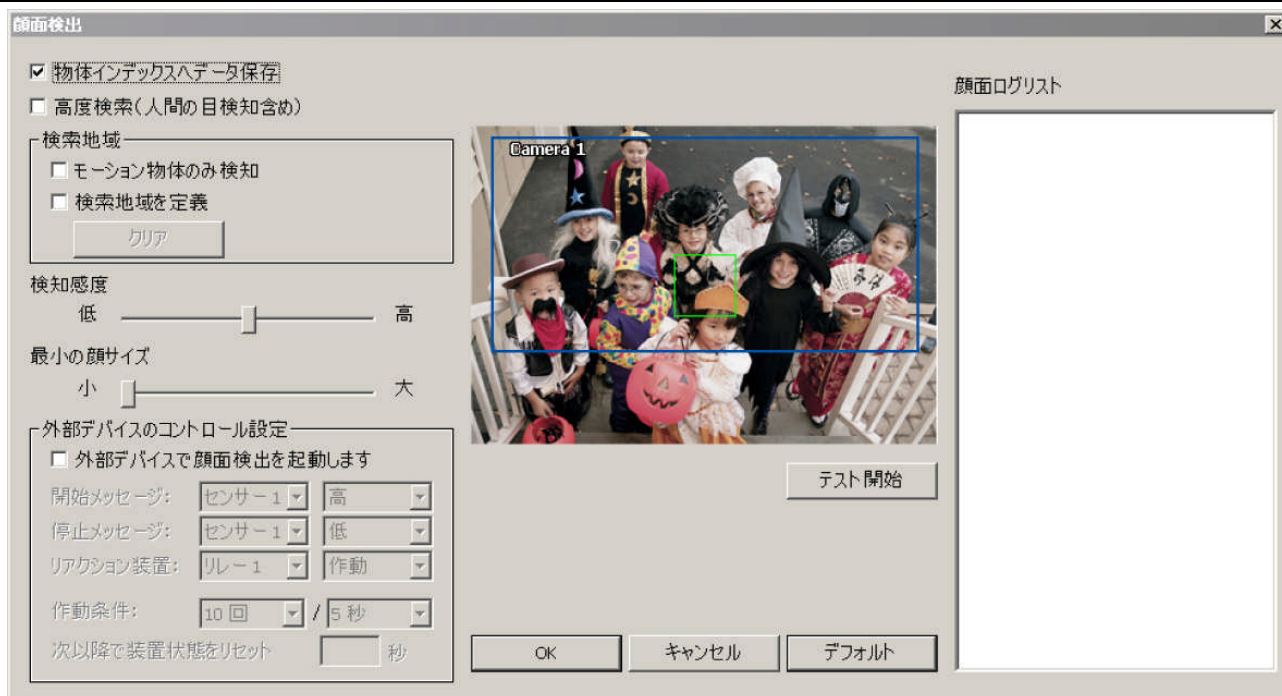 顔面検出
物体インデックスへデータ保存
高度検索(人間の目検知含め)
検索地域
モーション物体のみ検知
検索地域を定義
クリア
検知感度
低 高
最小の顔サイズ
小 大
外部デバイスのコントロール設定
外部デバイスで顔面検出を起動します
開始メッセージ: センサー1 高
停止メッセージ: センサー1 低
リアクション装置: リレー1 作動
作動条件: 10 回 / 5 秒
次以降で装置状態をリセット 秒
Camera 1
テスト開始
OK キャンセル デフォルト
顔面ログリスト